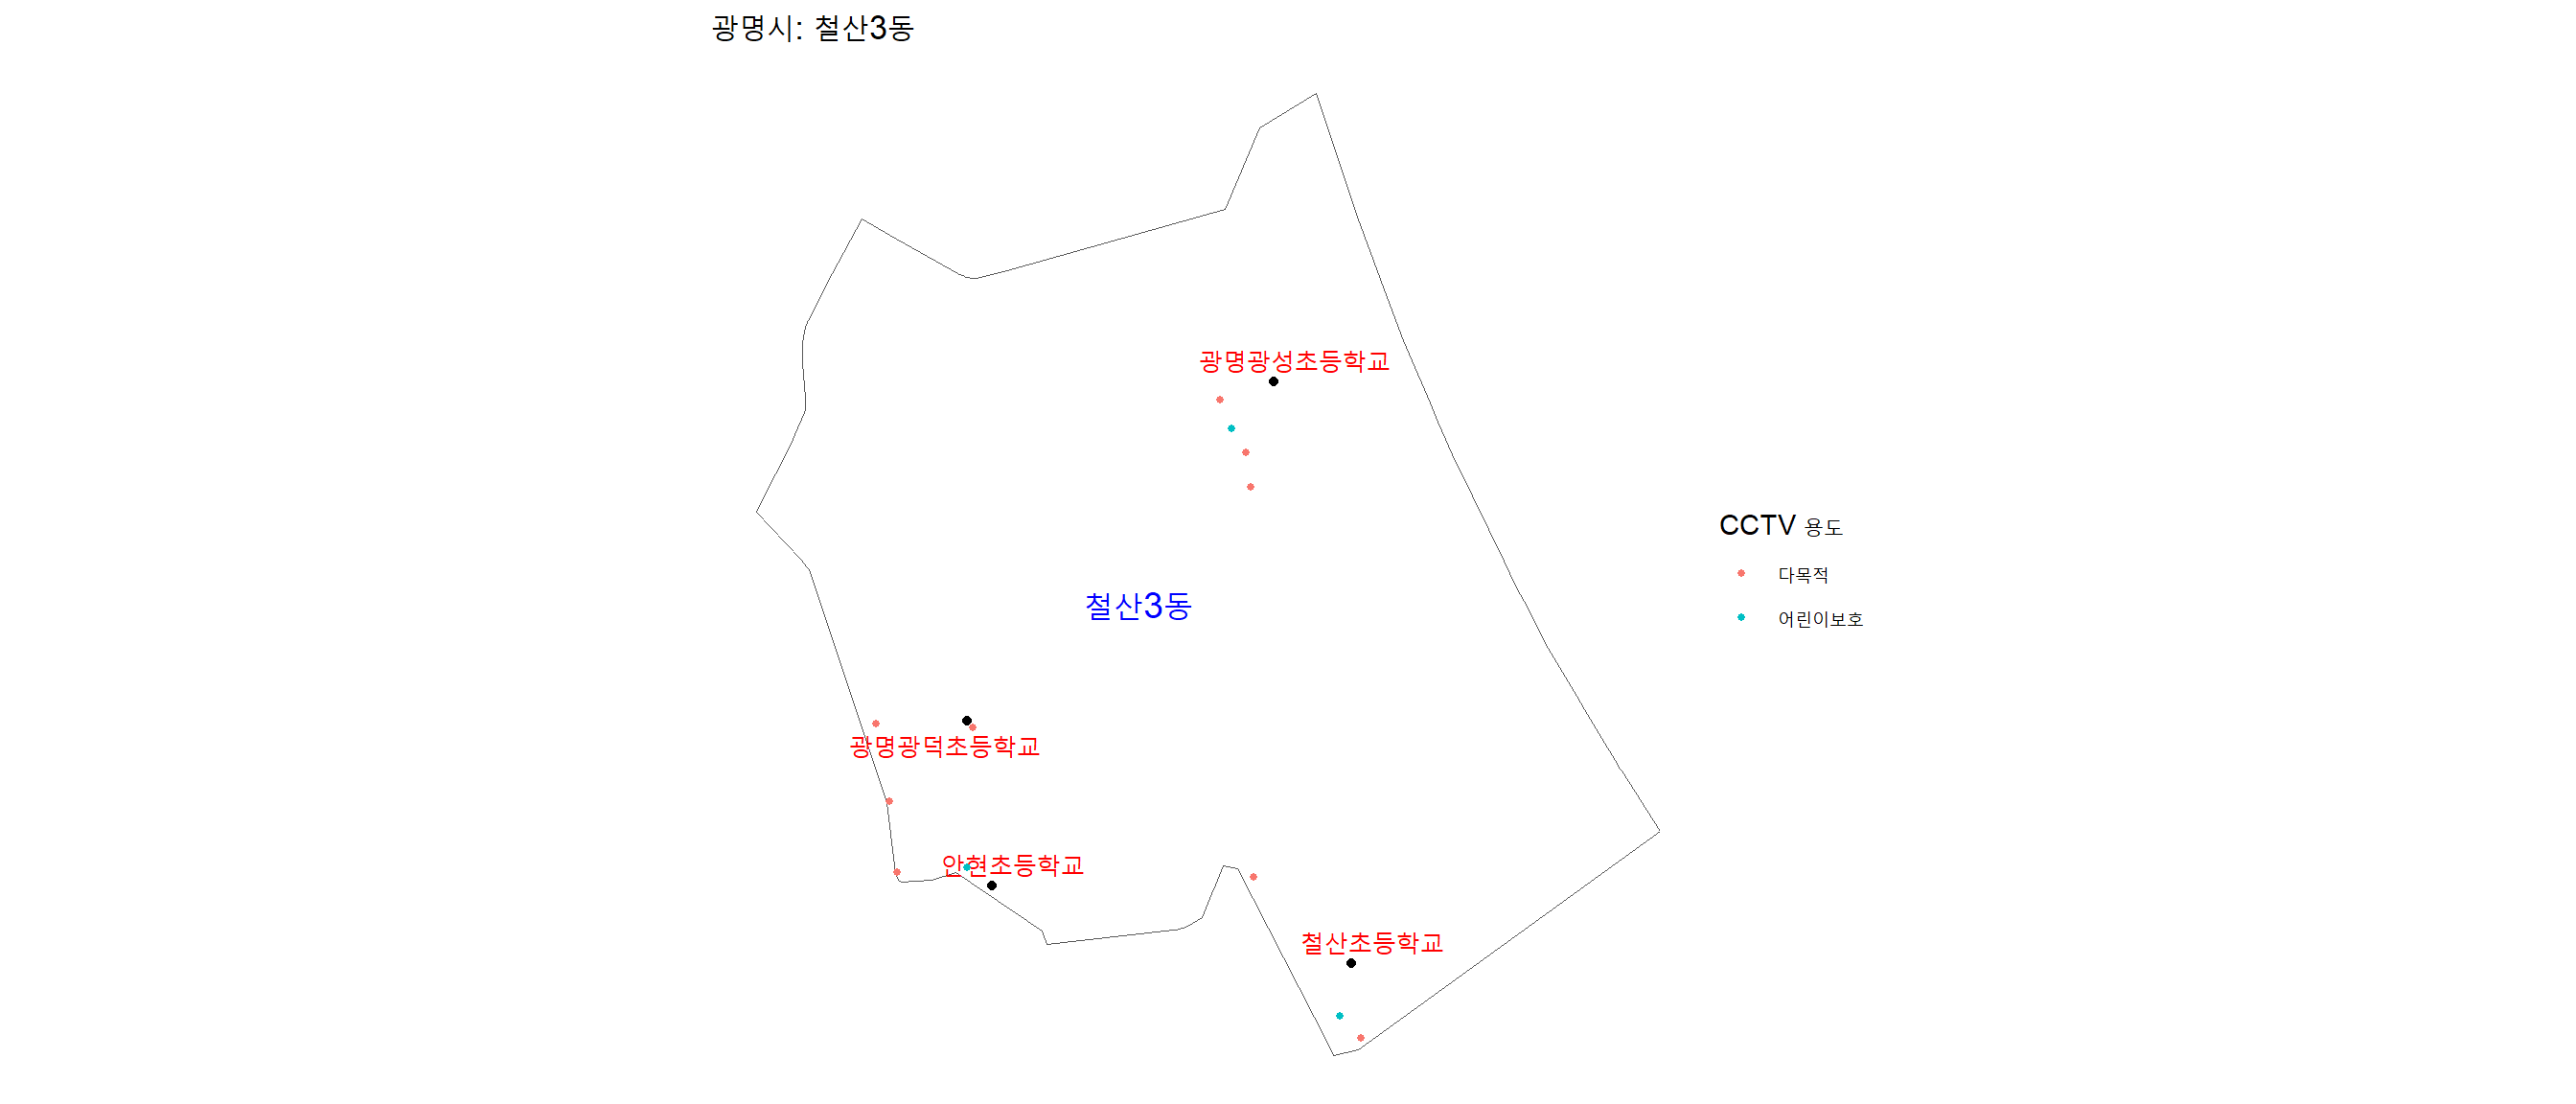 광명시: 철산3동
광명광성초등학교
CCTV 용도
다목적
철산3동
어린이보호
광명광덕초등학교
안현초등학교
철산초등학교